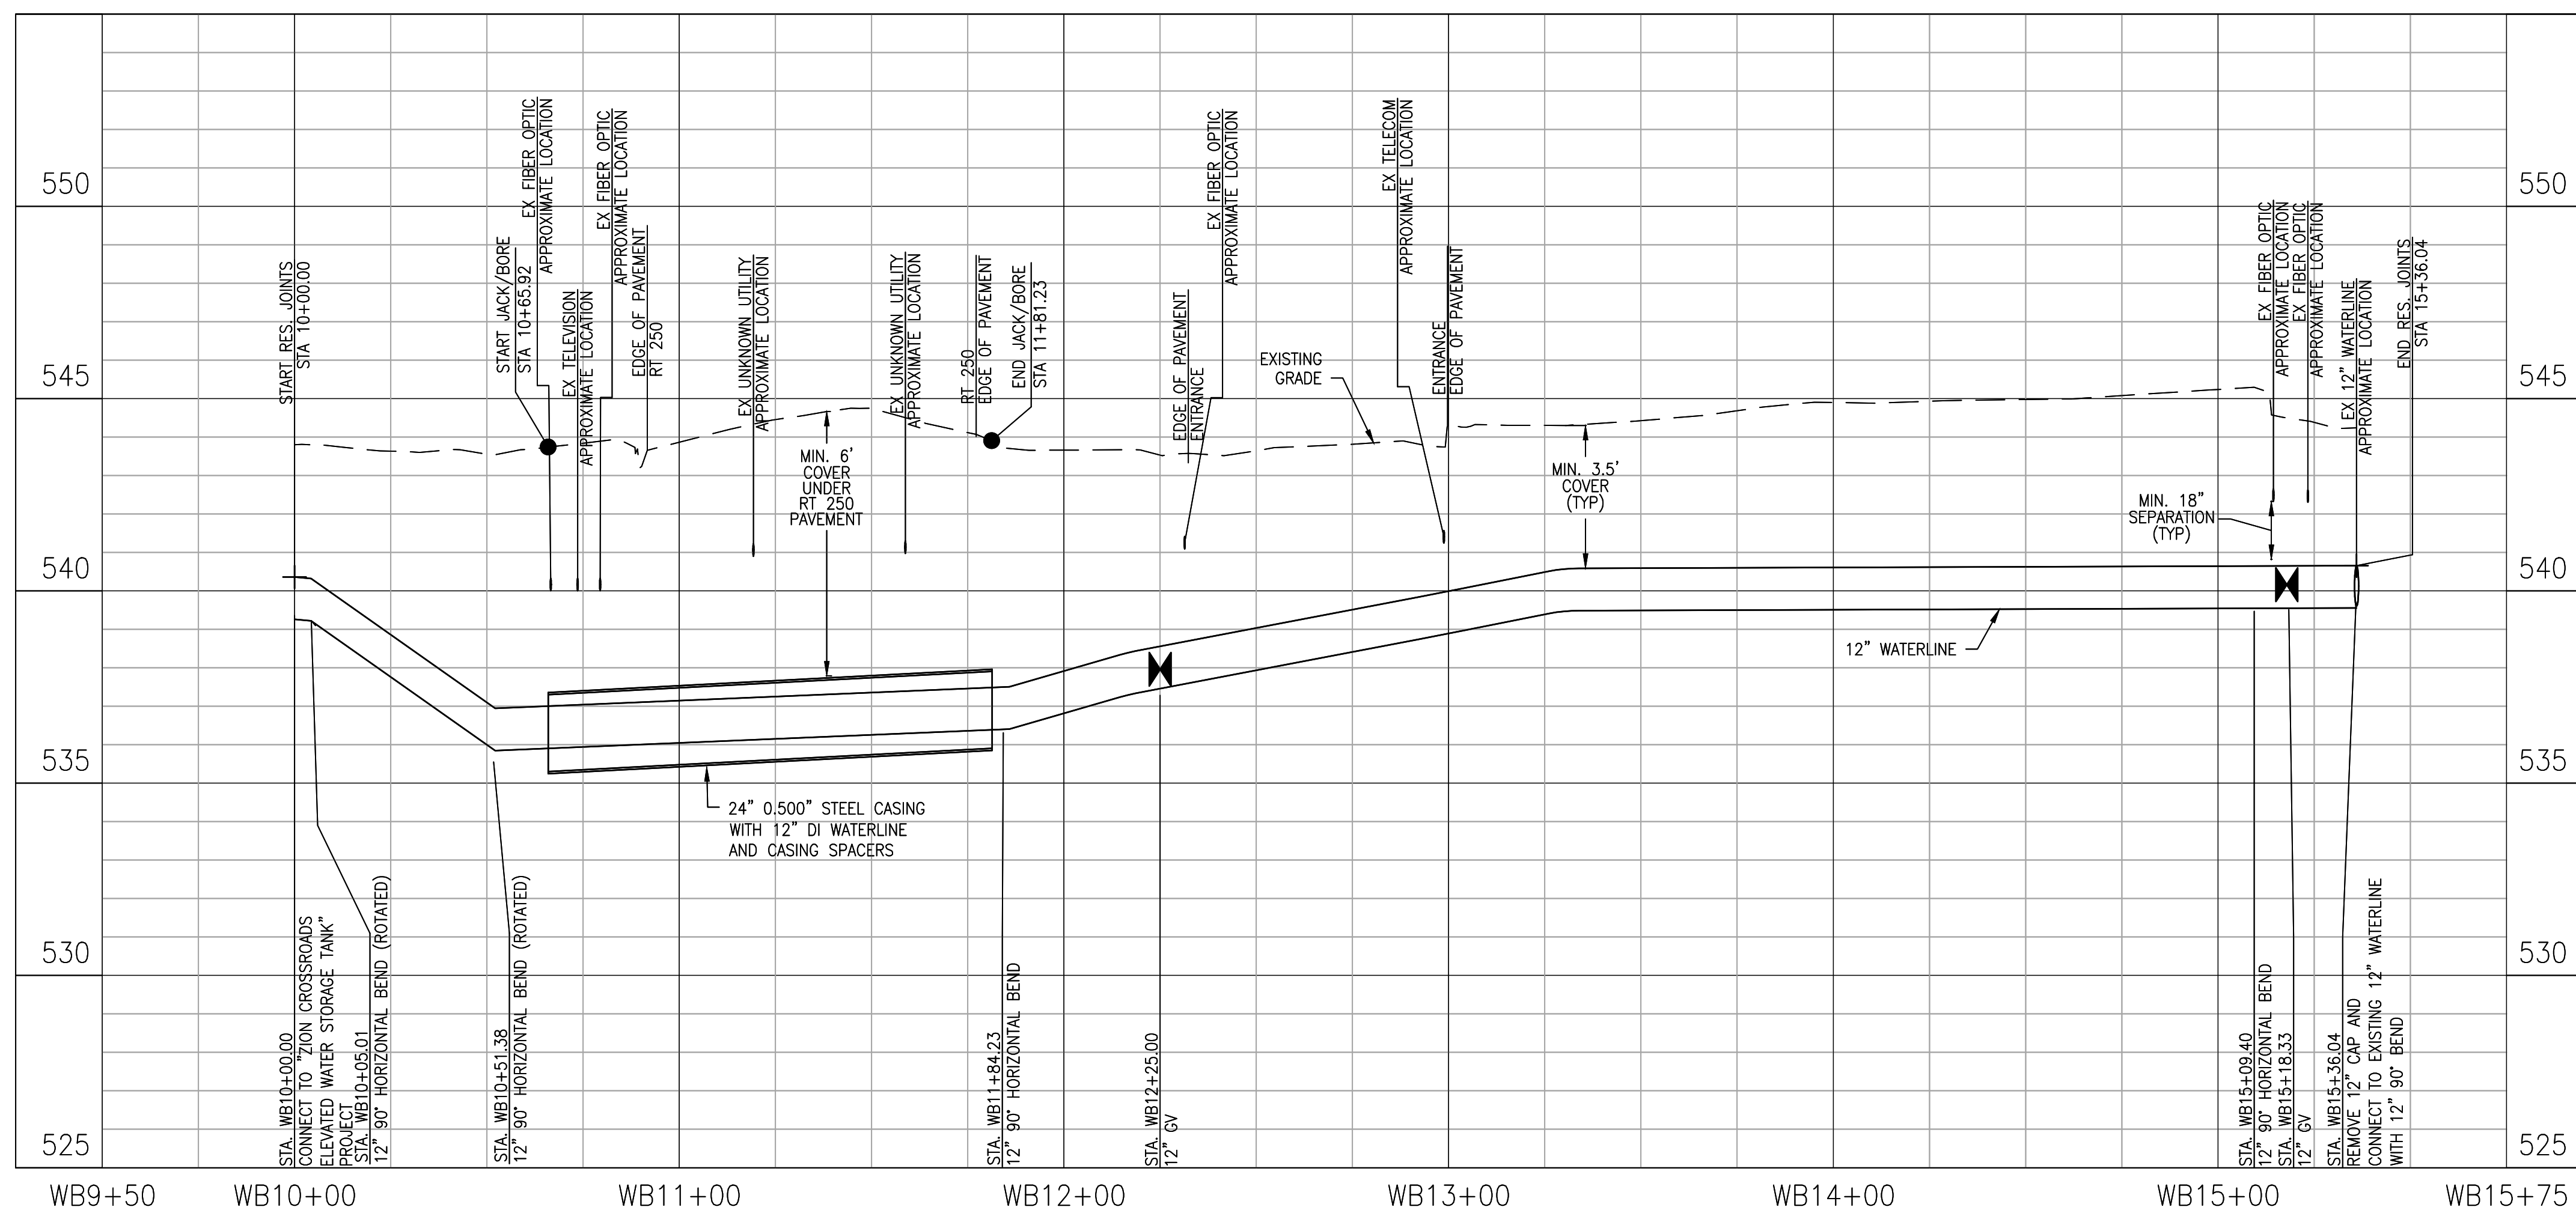 550
545
540
535
530
525
START RES. JOINTS
STA 10+00.00
START JACK/BORE
STA 10+65.92
EX FIBER OPTIC
APPROXIMATE LOCATION
EX TELEVISION
APPROXIMATE LOCATION
EX FIBER OPTIC
APPROXIMATE LOCATION
EDGE OF PAVEMENT
RT 250
EX UNKNOWN UTILITY
APPROXIMATE LOCATION
MIN. 6'
COVER
UNDER
RT 250
PAVEMENT
EX UNKNOWN UTILITY
APPROXIMATE LOCATION
RT 250
EDGE OF PAVEMENT
END JACK/BORE
STA 11+81.23
EDGE OF PAVEMENT
ENTRANCE
EX FIBER OPTIC
APPROXIMATE LOCATION
EXISTING
GRADE
EX TELECOM
APPROXIMATE LOCATION
ENTRANCE
EDGE OF PAVEMENT
MIN. 3.5'
COVER
(TYP)
MIN. 18"
SEPARATION
(TYP)
EX FIBER OPTIC
APPROXIMATE LOCATION
EX FIBER OPTIC
APPROXIMATE LOCATION
EX 12" WATERLINE
APPROXIMATE LOCATION
END RES. JOINTS
STA 15+36.04
12" WATERLINE
24" 0.500" STEEL CASING
WITH 12" DI WATERLINE
AND CASING SPACERS
STA. WB10+00.00
CONNECT TO "ZION CROSSROADS
ELEVATED WATER STORAGE TANK"
PROJECT
STA. WB10+05.01
12" 90° HORIZONTAL BEND (ROTATED)
STA. WB10+51.38
12" 90° HORIZONTAL BEND (ROTATED)
STA. WB11+84.23
12" 90° HORIZONTAL BEND
STA. WB12+25.00
12" GV
STA. WB15+09.40
12" 90° HORIZONTAL BEND
STA. WB15+18.33
12" GV
STA. WB15+36.04
REMOVE 12" CAP AND
CONNECT TO EXISTING 12" WATERLINE
WITH 12" 90° BEND
550
545
540
535
530
525
WB9+50
WB10+00
WB11+00
WB12+00
WB13+00
WB14+00
WB15+00
WB15+75